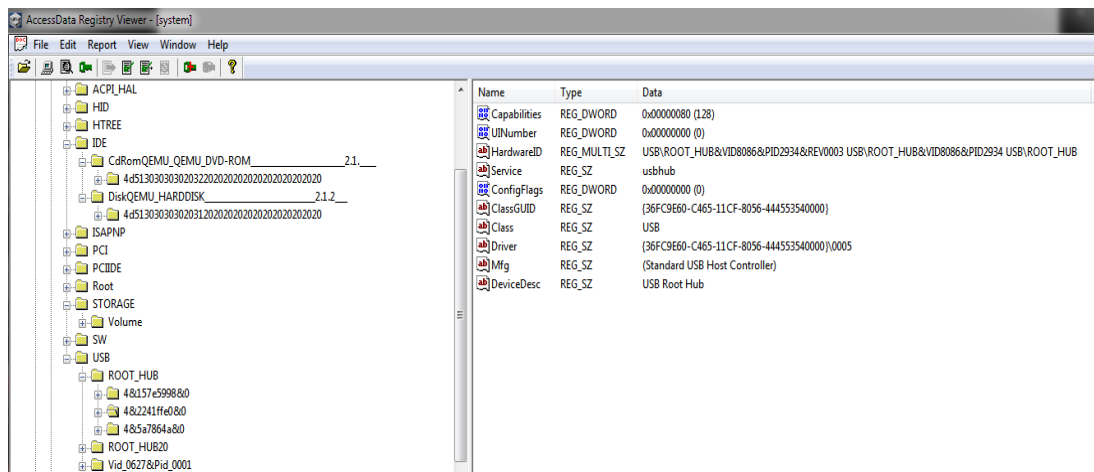 AccessData Registry Viewer - [system]
File Edit Report View Window Help
ACPI_HAL
HID
HTREE
IDE
CdRomQEMU_QEMU_DVD-ROM_____________________2.1.____
4d51303030302032202020202020202020202020
DiskQEMU_HARDDISK___________________________2.1.2__
4d51303030302031202020202020202020202020
ISAPNP
PCI
PCIIDE
Root
STORAGE
Volume
SW
USB
ROOT_HUB
4&157e5998&0
4&2241ffe0&0
4&5a7864a&0
ROOT_HUB20
Vid_0627&Pid_0001
Name Type Data
Capabilities REG_DWORD 0x00000080 (128)
UINumber REG_DWORD 0x00000000 (0)
HardwareID REG_MULTI_SZ USB\ROOT_HUB&VID8086&PID2934&REV0003 USB\ROOT_HUB&VID8086&PID2934 USB\ROOT_HUB
Service REG_SZ usbhub
ConfigFlags REG_DWORD 0x00000000 (0)
ClassGUID REG_SZ {36FC9E60-C465-11CF-8056-444553540000}
Class REG_SZ USB
Driver REG_SZ {36FC9E60-C465-11CF-8056-444553540000}\0005
Mfg REG_SZ (Standard USB Host Controller)
DeviceDesc REG_SZ USB Root Hub